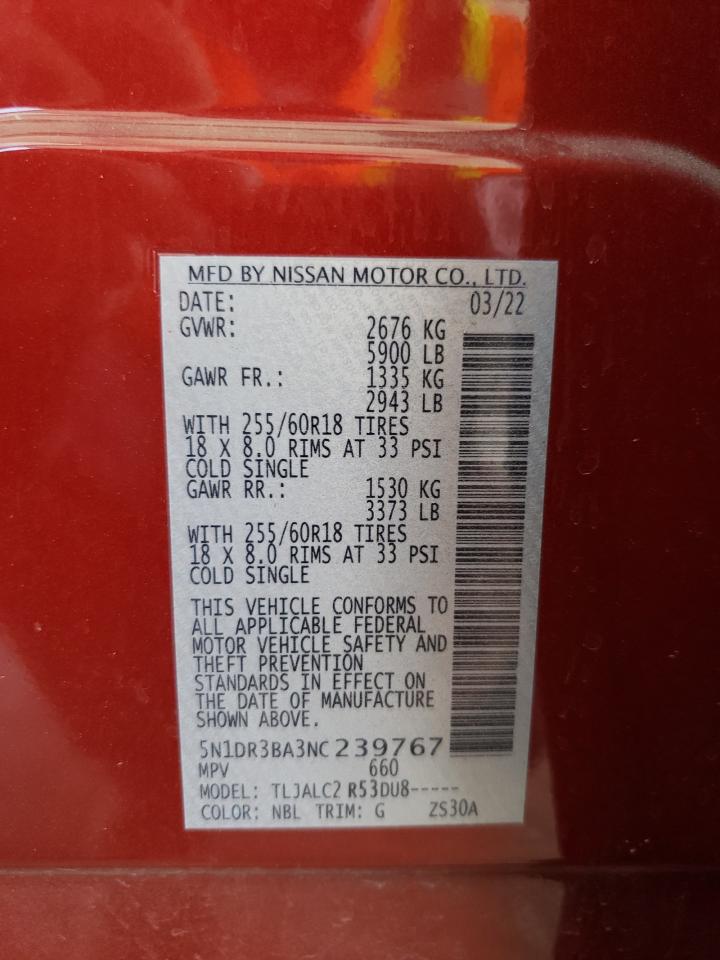 MFD BY NISSAN MOTOR CO., LTD.
DATE: 03/22
GVWR: 2676 KG
5900 LB
GAWR FR.: 1335 KG
2943 LB
WITH 255/60R18 TIRES
18 X 8.0 RIMS AT 33 PSI
COLD SINGLE
GAWR RR.: 1530 KG
3373 LB
WITH 255/60R18 TIRES
18 X 8.0 RIMS AT 33 PSI
COLD SINGLE
THIS VEHICLE CONFORMS TO
ALL APPLICABLE FEDERAL
MOTOR VEHICLE SAFETY AND
THEFT PREVENTION
STANDARDS IN EFFECT ON
THE DATE OF MANUFACTURE
SHOWN ABOVE.
5N1DR3BA3NC239767
MPV 660
MODEL: TLJALC2 R53DU8-----
COLOR: NBL TRIM: G ZS30A